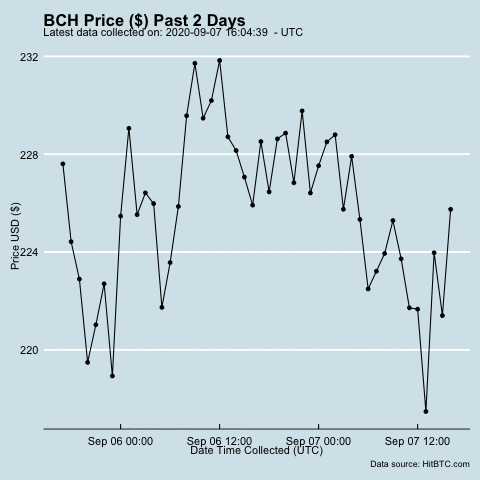 BCH Price ($) Past 2 Days
Latest data collected on: 2020-09-07 16:04:39 - UTC
232
228
224
220
Price USD ($)
Sep 06 00:00 Sep 06 12:00 Sep 07 00:00 Sep 07 12:00
Date Time Collected (UTC)
Data source: HitBTC.com